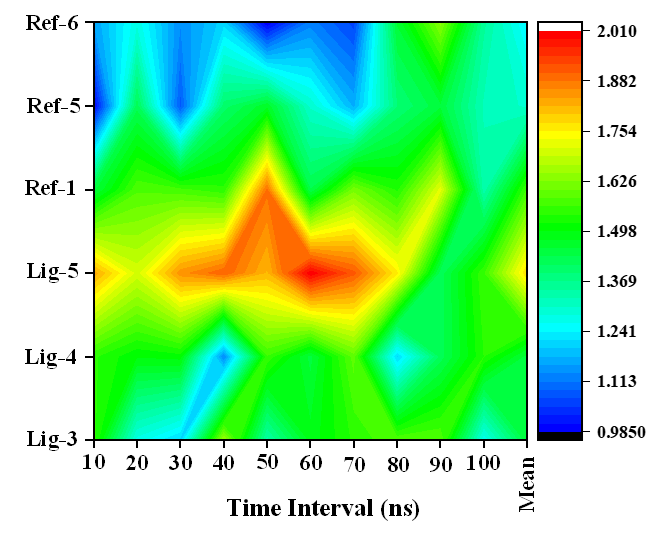 Ref-6
Ref-5
Ref-1
Lig-5
Lig-4
Lig-3
10 20 30 40 50 60 70 80 90 100 Mean
Time Interval (ns)
2.010
1.882
1.754
1.626
1.498
1.369
1.241
1.113
0.9850